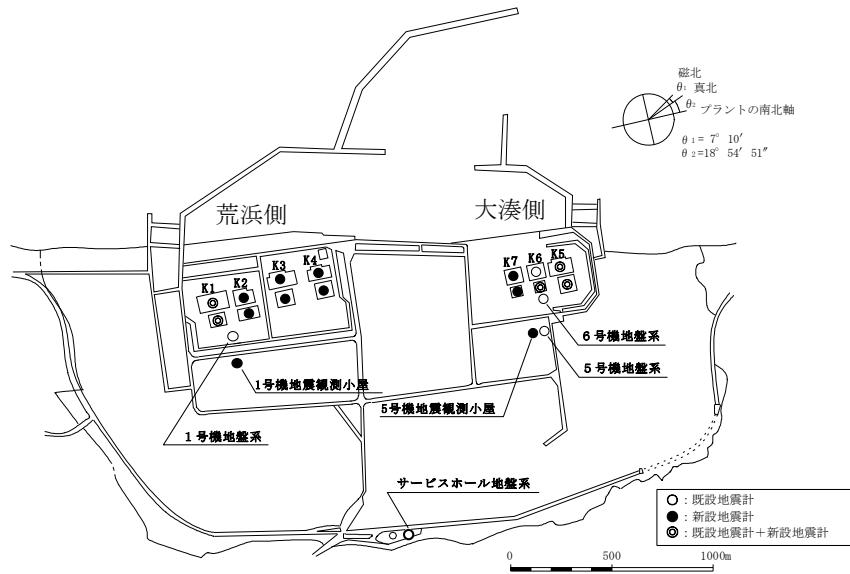 磁北
θ₁ 真北
θ₂ プラントの南北軸
θ₁= 7° 10′
θ₂=18° 54′ 51″
荒浜側
大湊側
K1
K2
K3
K4
K7
K6
K5
6号機地盤系
5号機地盤系
1号機地震観測小屋
5号機地震観測小屋
1号機地盤系
サービスホール地盤系
○ : 既設地震計
● : 新設地震計
◎ : 既設地震計+新設地震計
0 500 1000m